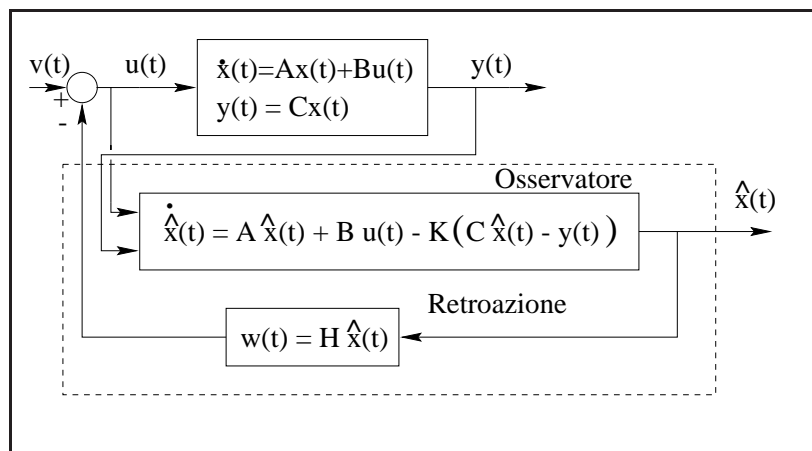 v(t)
u(t)
ẋ(t)=Ax(t)+Bu(t)
y(t) = Cx(t)
y(t)
+
-
Osservatore
x̂(t)
x̂̇(t) = A x̂(t) + B u(t) - K(C x̂(t) - y(t))
Retroazione
w(t) = H x̂(t)